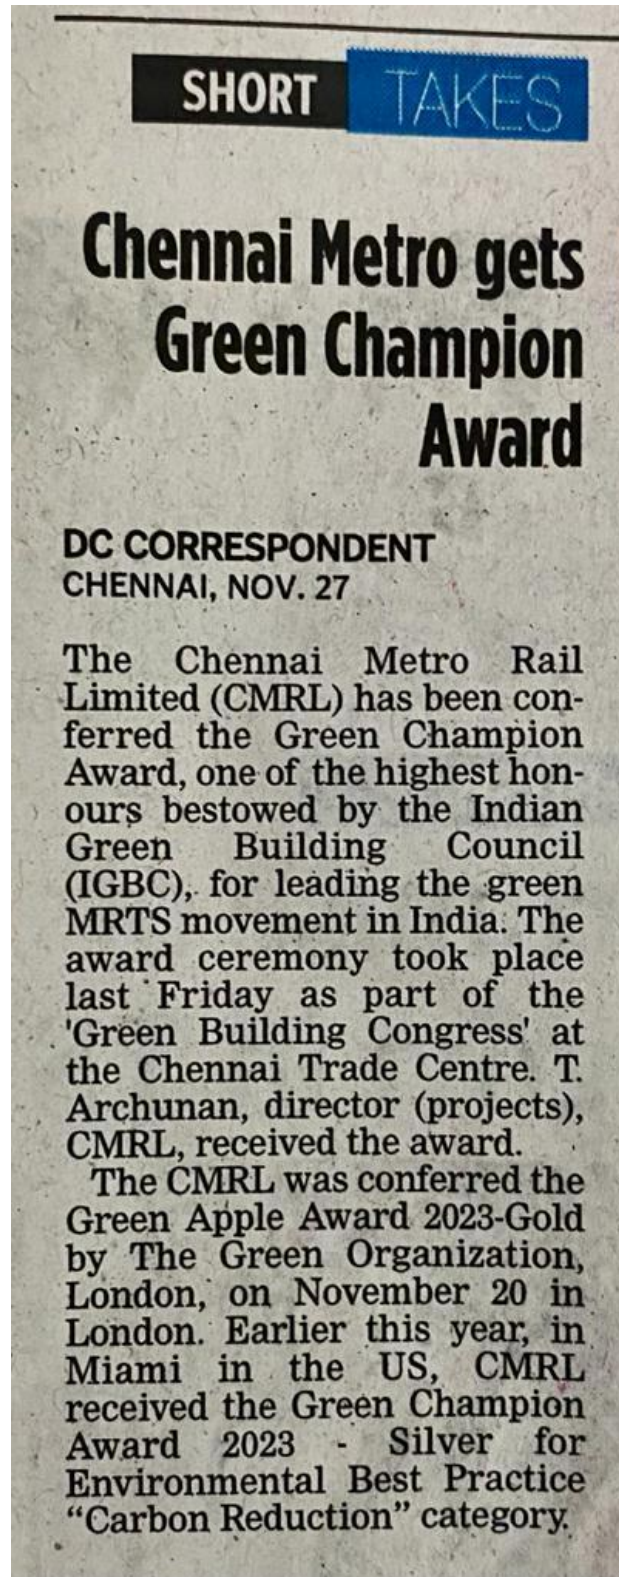 SHORT TAKES
Chennai Metro gets
Green Champion
Award
DC CORRESPONDENT
CHENNAI, NOV. 27
The Chennai Metro Rail
Limited (CMRL) has been con-
ferred the Green Champion
Award, one of the highest hon-
ours bestowed by the Indian
Green Building Council
(IGBC), for leading the green
MRTS movement in India. The
award ceremony took place
last Friday as part of the
'Green Building Congress' at
the Chennai Trade Centre. T.
Archunan, director (projects),
CMRL, received the award.
The CMRL was conferred the
Green Apple Award 2023-Gold
by The Green Organization,
London, on November 20 in
London. Earlier this year, in
Miami in the US, CMRL
received the Green Champion
Award 2023 - Silver for
Environmental Best Practice
“Carbon Reduction” category.